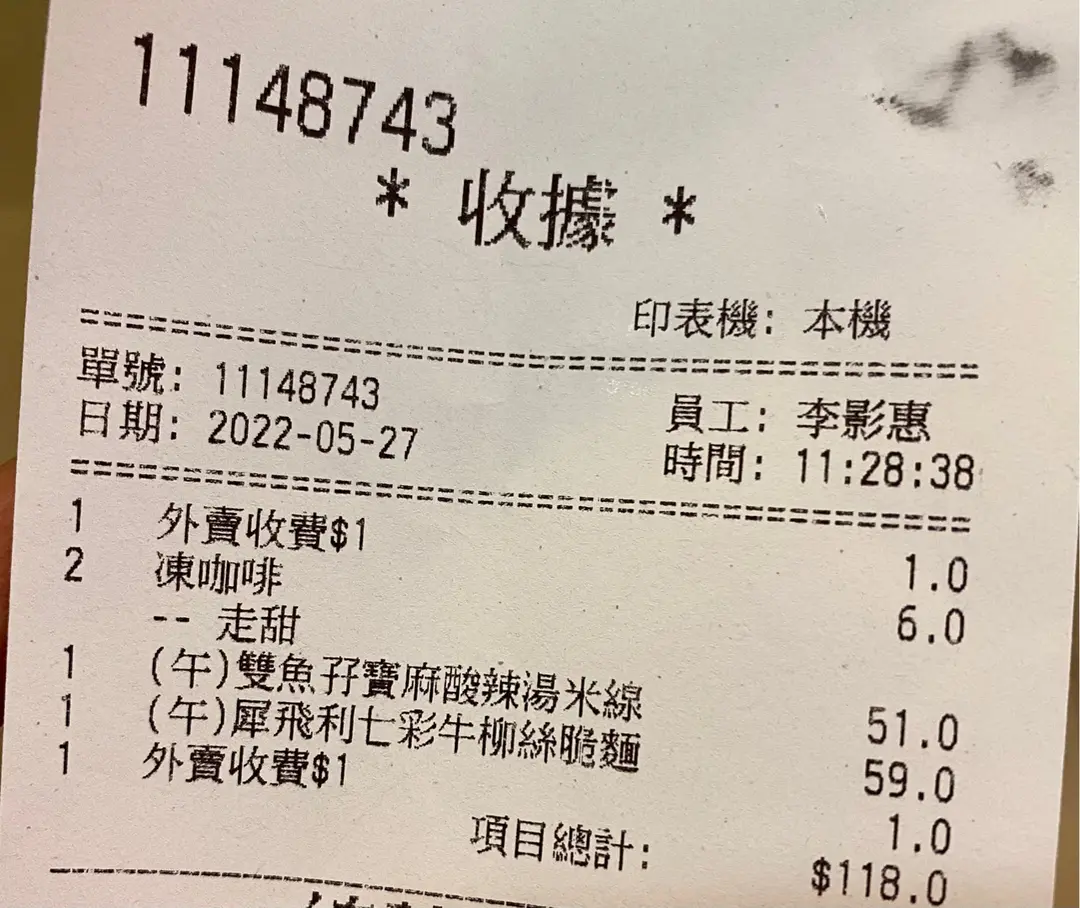 11148743
* 收據 *
印表機: 本機
單號: 11148743 員工: 李影惠
日期: 2022-05-27 時間: 11:28:38
1 外賣收費$1 1.0
2 凍咖啡 6.0
-- 走甜
1 (午)雙魚孖寶麻酸辣湯米線 51.0
1 (午)犀飛利七彩牛柳絲脆麵 59.0
1 外賣收費$1 1.0
項目總計: $118.0